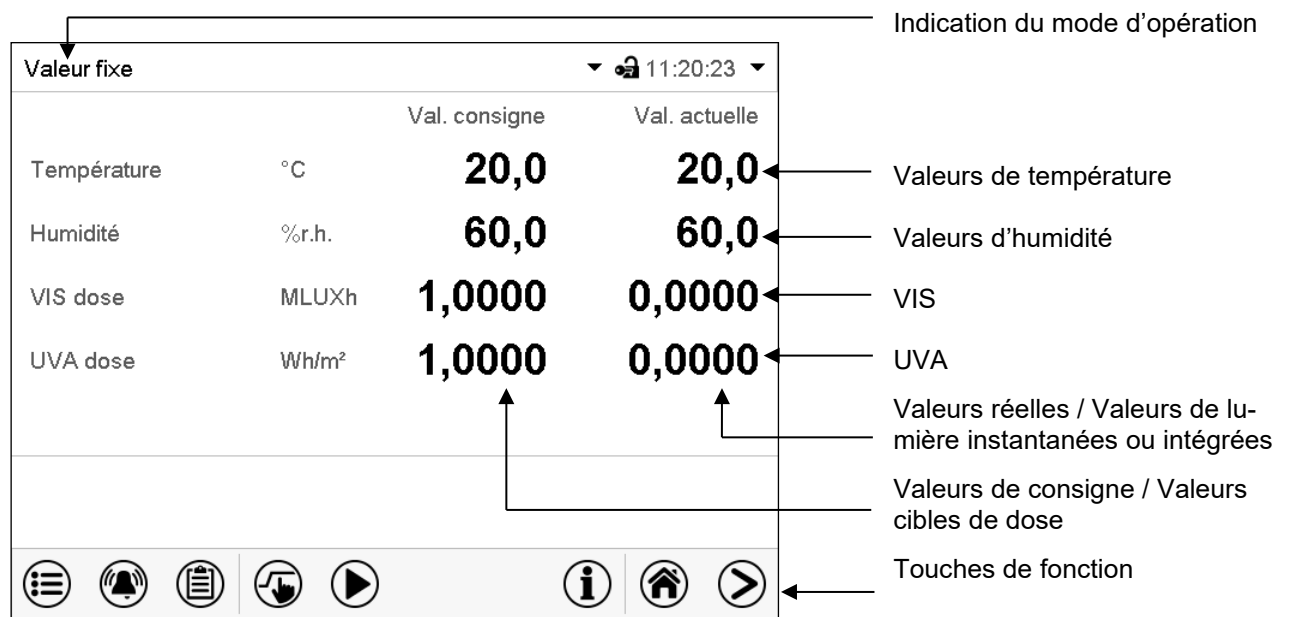 Indication du mode d'opération
Valeur fixe 11:20:23
Val. consigne Val. actuelle
Température °C 20,0 20,0 Valeurs de température
Humidité %r.h. 60,0 60,0 Valeurs d'humidité
VIS dose MLUXh 1,0000 0,0000 VIS
UVA dose Wh/m² 1,0000 0,0000 UVA
Valeurs réelles / Valeurs de lu-
mière instantanées ou intégrées
Valeurs de consigne / Valeurs
cibles de dose
Touches de fonction